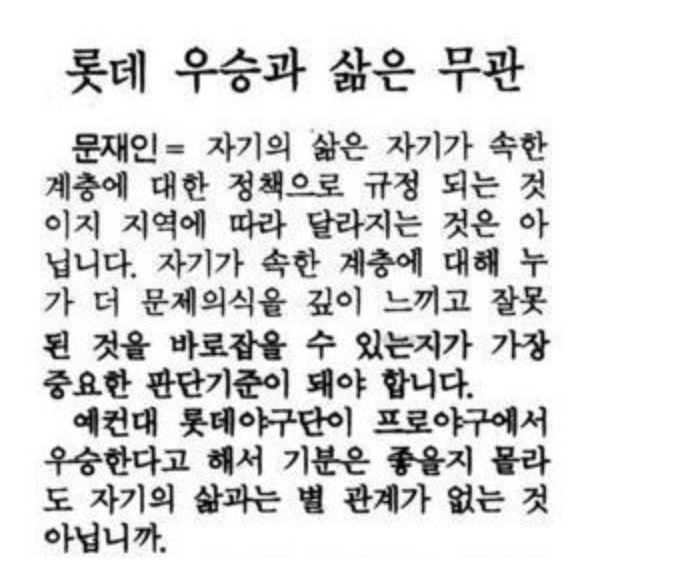 롯데 우승과 삶은 무관
문재인= 자기의 삶은 자기가 속한
계층에 대한 정책으로 규정 되는 것
이지 지역에 따라 달라지는 것은 아
닙니다. 자기가 속한 계층에 대해 누
가 더 문제의식을 깊이 느끼고 잘못
된 것을 바로잡을 수 있는지가 가장
중요한 판단기준이 돼야 합니다.
예컨대 롯데야구단이 프로야구에서
우승한다고 해서 기분은 좋을지 몰라
도 자기의 삶과는 별 관계가 없는 것
아닙니까.